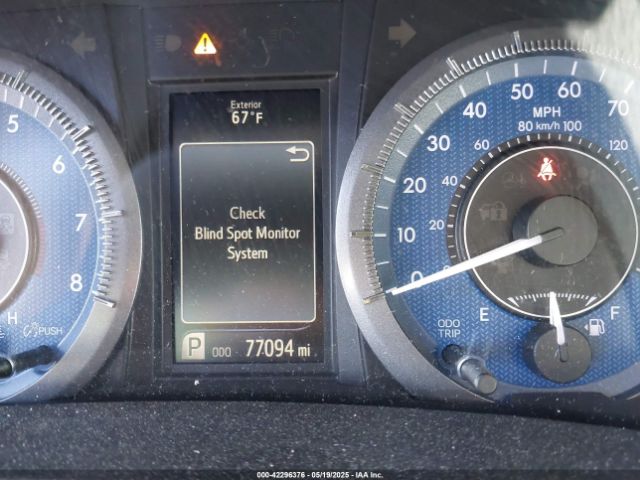 Exterior
67°F
Check
Blind Spot Monitor
System
P ODO 77094 mi
5
6
7
8
H
PUSH
0
10
20
30
40
50
60
70
MPH
80 km/h 100
0
20
40
60
120
ODO
TRIP
E
F
000-42296376 - 05/19/2025 - IAA, Inc.